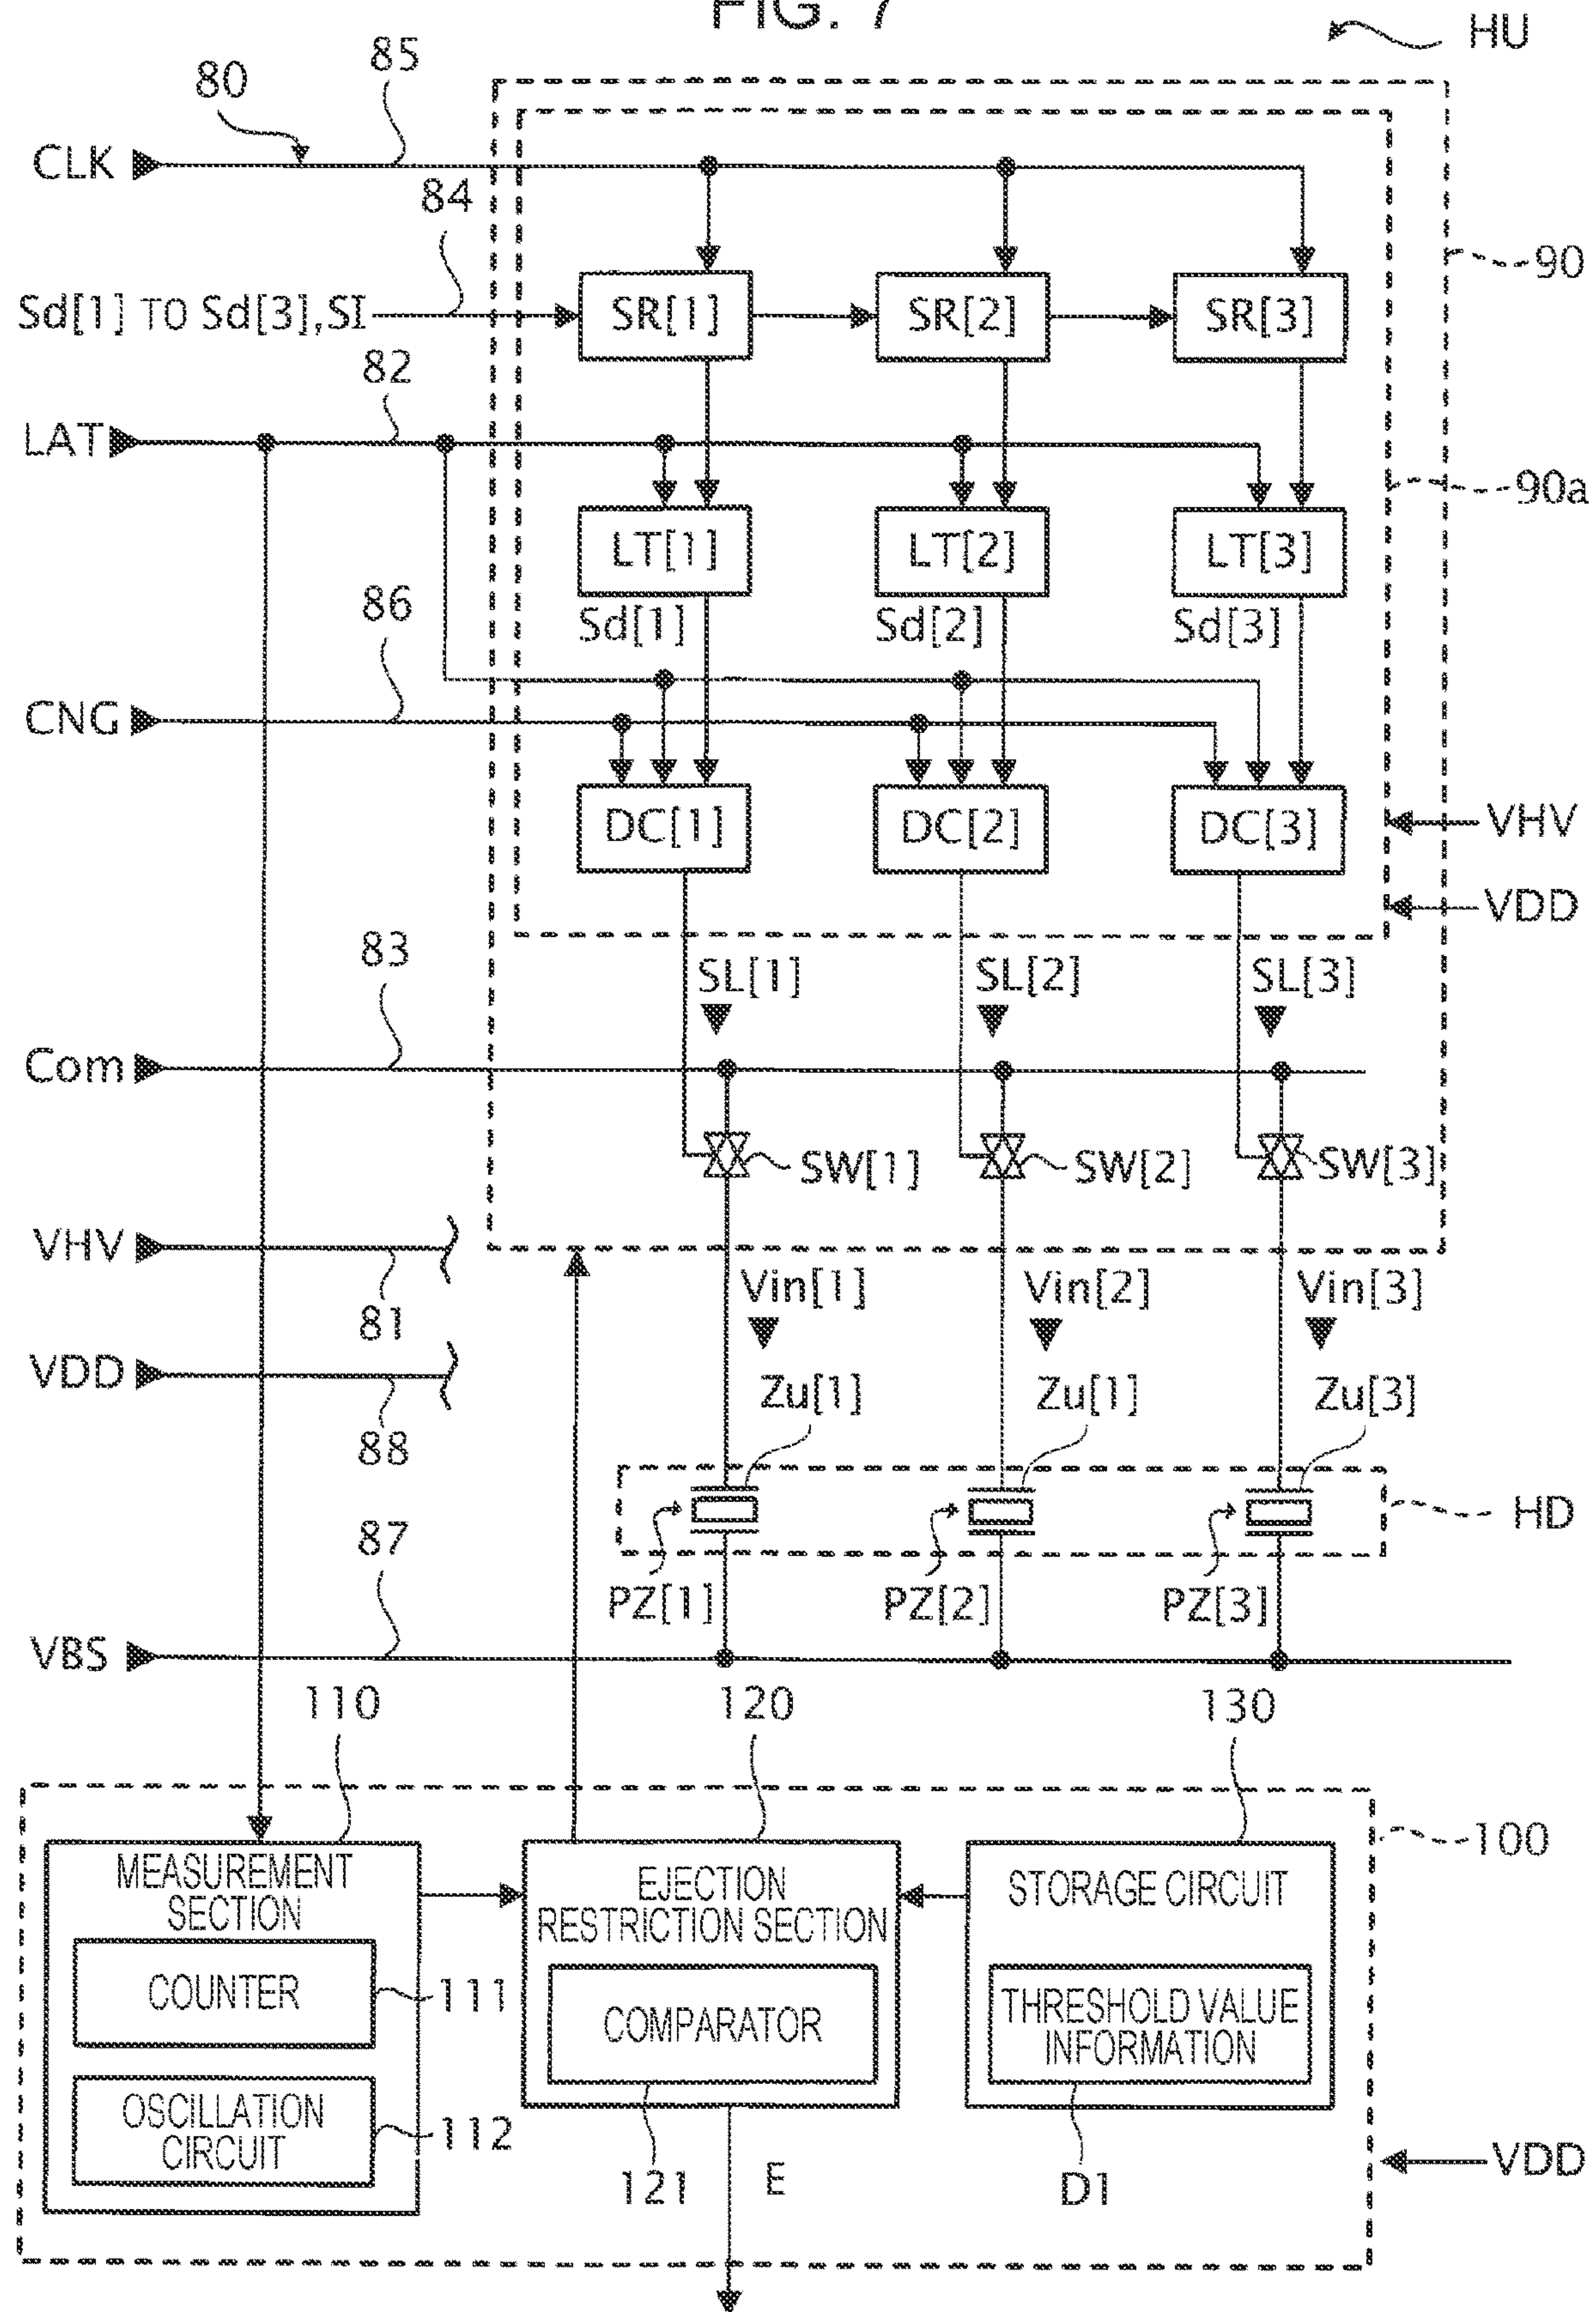 FIG. 7
HU
80
85
CLK
84
90
Sd[1] TO Sd[3],SI
SR[1]
SR[2]
SR[3]
82
LAT
90a
LT[1]
LT[2]
LT[3]
86
Sd[1]
Sd[2]
Sd[3]
CNG
DC[1]
DC[2]
DC[3]
VHV
VDD
83
SL[1]
SL[2]
SL[3]
Com
SW[1]
SW[2]
SW[3]
VHV
81
Vin[1]
Vin[2]
Vin[3]
VDD
88
Zu[1]
Zu[1]
Zu[3]
HD
87
PZ[1]
PZ[2]
PZ[3]
VBS
110
120
130
100
MEASUREMENT
SECTION
EJECTION
RESTRICTION SECTION
STORAGE CIRCUIT
COUNTER
111
COMPARATOR
THRESHOLD VALUE
INFORMATION
OSCILLATION
CIRCUIT
112
121
E
D1
VDD